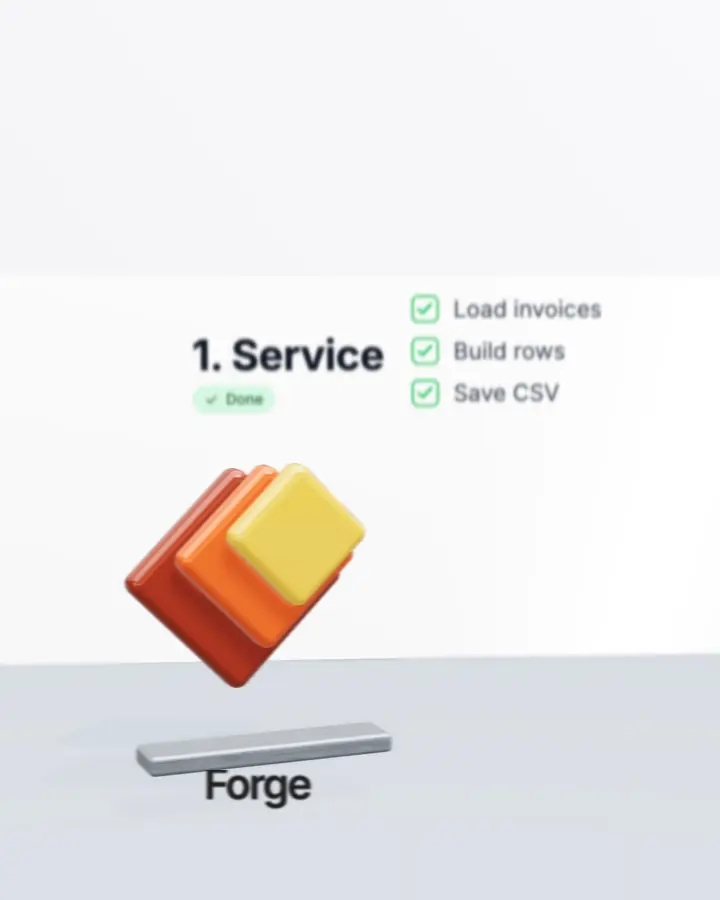 1. Service
✓ Done
Load invoices
Build rows
Save CSV
Forge